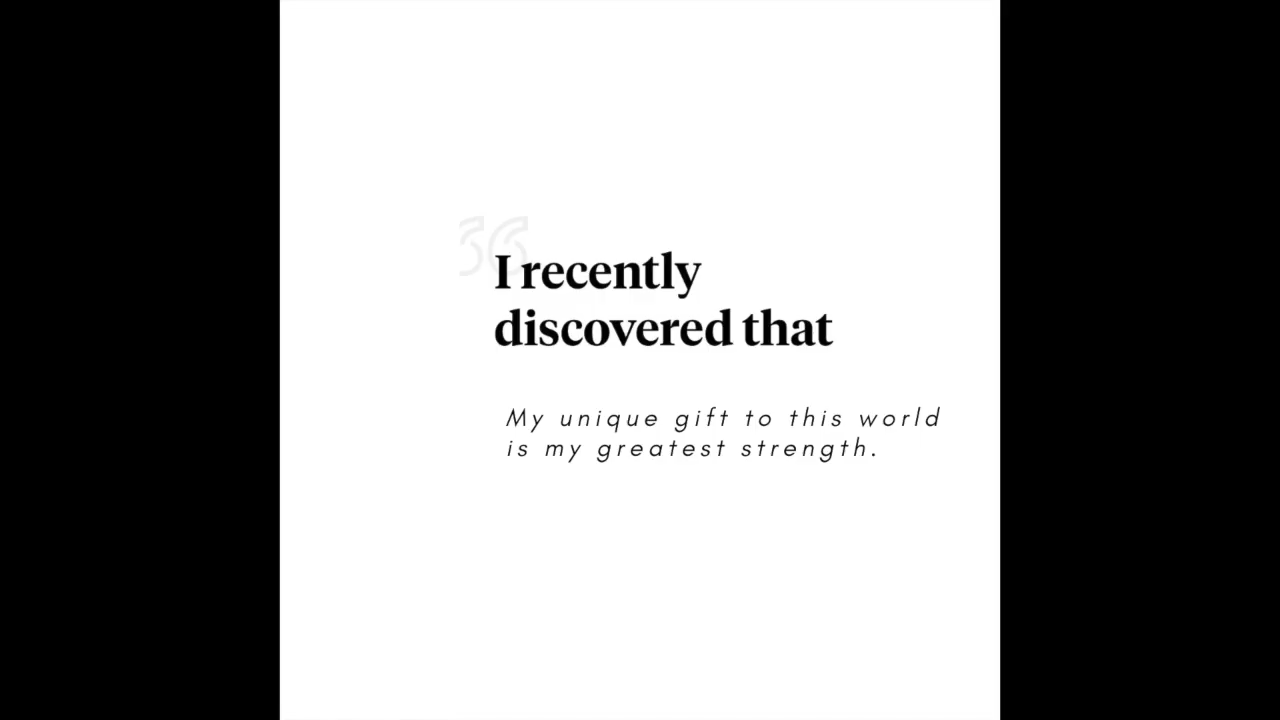 I recently
discovered that
My unique gift to this world
is my greatest strength.